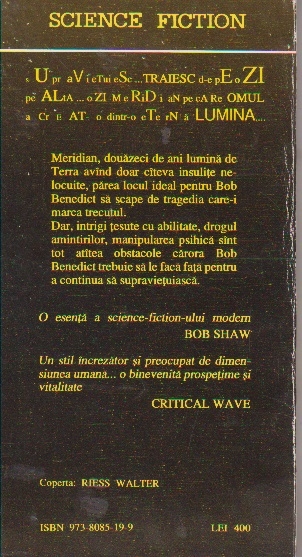 SCIENCE FICTION
s U pr aV i eTui eSc ...TRAIESC d-e pE o ZI
pe ALtA ... o ZI M e RiD i aN pe cA Re OMUL
a Cr E AT- o dintr-o eTe rN ă LUMINA....
Meridian, douăzeci de ani lumină de
Terra avînd doar cîteva insulițe ne-
locuite, părea locul ideal pentru Bob
Benedict să scape de tragedia care-i
marca trecutul.
Dar, intrigi țesute cu abilitate, drogul
amintirilor, manipularea psihică sînt
tot atîtea obstacole cărora Bob
Benedict trebuie să le facă față pentru
a continua să supraviețuiască.
O esență a science-fiction-ului modern
BOB SHAW
Un stil încrezător și preocupat de dimen-
siunea umană... o binevenită prospețime și
vitalitate
CRITICAL WAVE
Coperta: RIESS WALTER
ISBN 973-8085-19-9
LEI 400